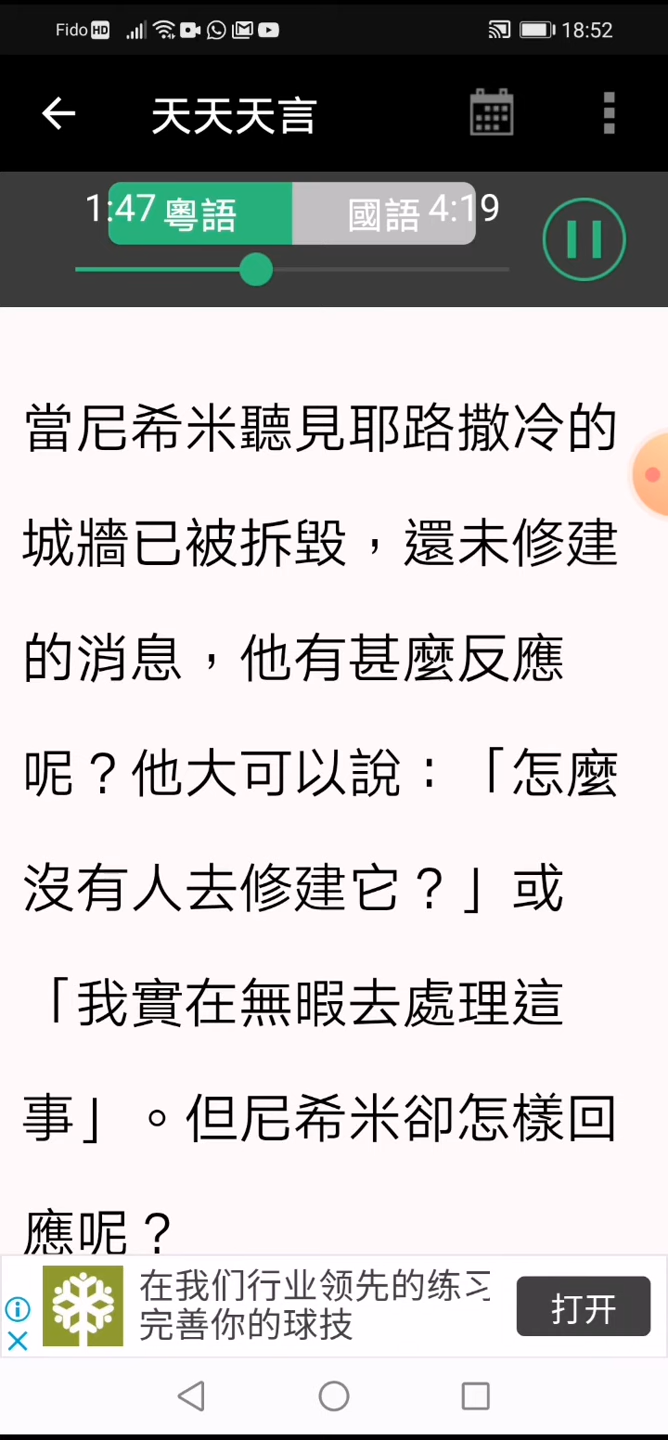 Fido HD 18:52
天天天言
1:47 粵語 國語 4:19
當尼希米聽見耶路撒冷的
城牆已被拆毀，還未修建
的消息，他有甚麼反應
呢？他大可以說：「怎麼
沒有人去修建它？」或
「我實在無暇去處理這
事」。但尼希米卻怎樣回
應呢？
在我们行业领先的练习
完善你的球技
打开